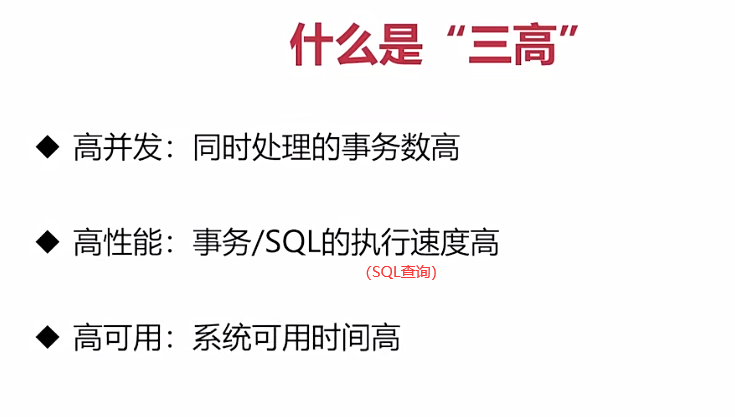 什么是“三高”
◆ 高并发：同时处理的事务数高
◆ 高性能：事务/SQL的执行速度高
(SQL查询)
◆ 高可用：系统可用时间高